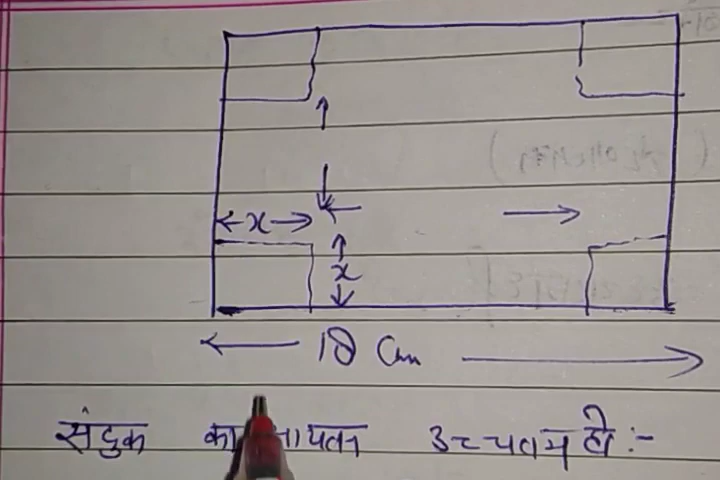 x
x
18 Cm
संदुक का आयतन उच्चतम हो :-